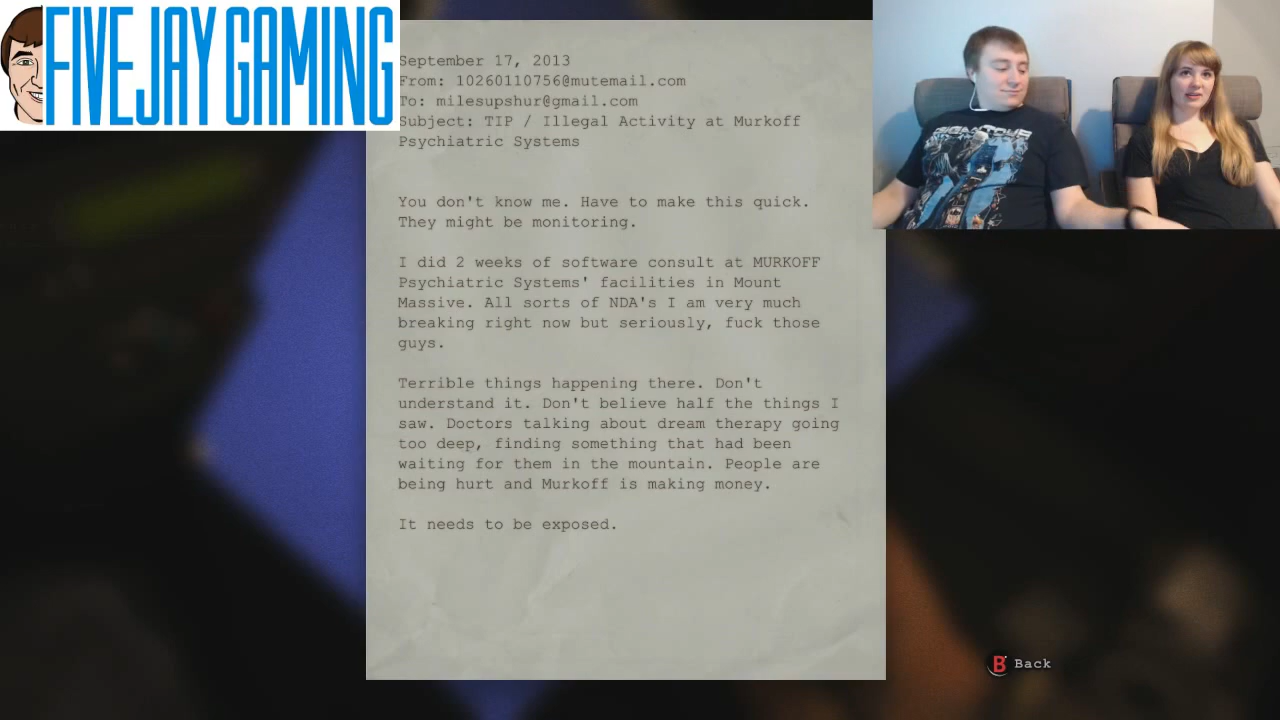 FIVEJAY GAMING
September 17, 2013
From: 10260110756@mutemail.com
To: milesupshur@gmail.com
Subject: TIP / Illegal Activity at Murkoff
Psychiatric Systems
You don't know me. Have to make this quick.
They might be monitoring.
I did 2 weeks of software consult at MURKOFF
Psychiatric Systems' facilities in Mount
Massive. All sorts of NDA's I am very much
breaking right now but seriously, fuck those
guys.
Terrible things happening there. Don't
understand it. Don't believe half the things I
saw. Doctors talking about dream therapy going
too deep, finding something that had been
waiting for them in the mountain. People are
being hurt and Murkoff is making money.
It needs to be exposed.
B Back